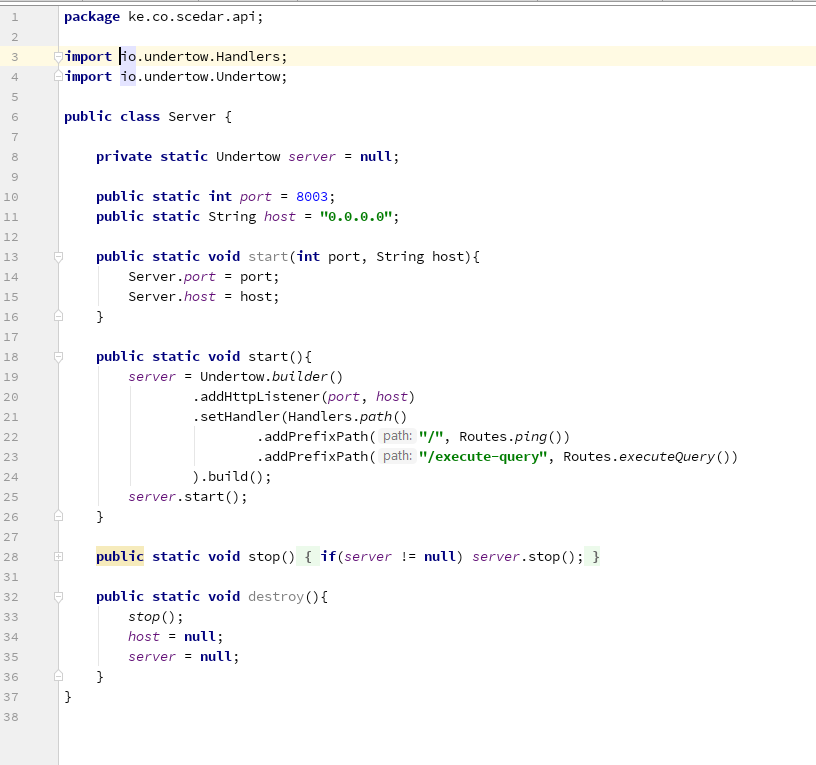 1 package ke.co.scedar.api;
2
3 import io.undertow.Handlers;
4 import io.undertow.Undertow;
5
6 public class Server {
7
8 private static Undertow server = null;
9
10 public static int port = 8003;
11 public static String host = "0.0.0.0";
12
13 public static void start(int port, String host){
14 Server.port = port;
15 Server.host = host;
16 }
17
18 public static void start(){
19 server = Undertow.builder()
20 .addHttpListener(port, host)
21 .setHandler(Handlers.path()
22 .addPrefixPath( path: "/", Routes.ping())
23 .addPrefixPath( path: "/execute-query", Routes.executeQuery())
24 ).build();
25 server.start();
26 }
27
28 public static void stop() { if(server != null) server.stop(); }
31
32 public static void destroy(){
33 stop();
34 host = null;
35 server = null;
36 }
37 }
38